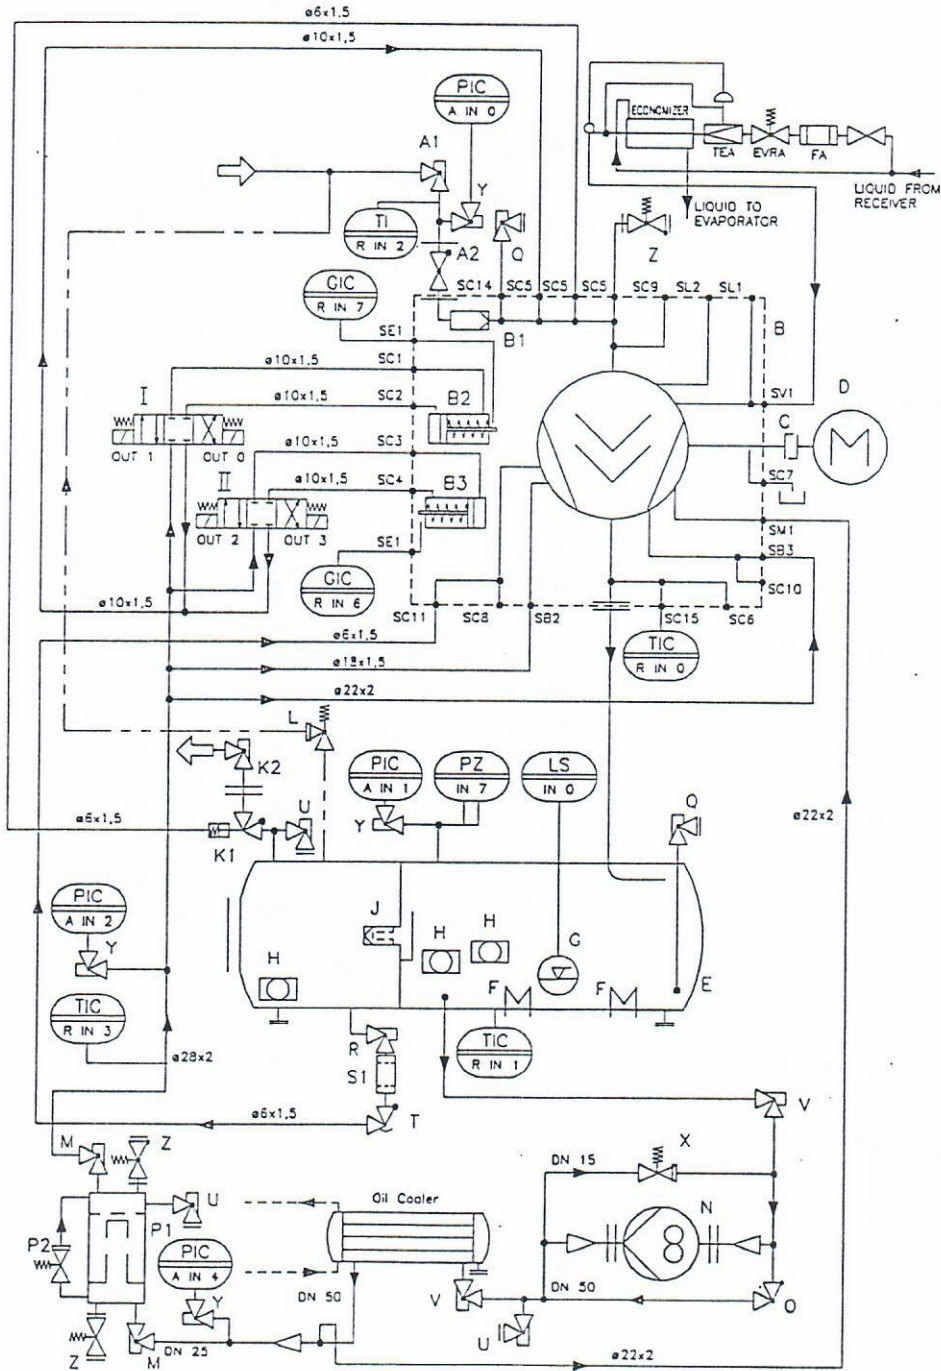 ø6x1,5
ø10x1,5
PIC
A IN 0
ECONOMIZER
A1
TEA
EVRA
FA
Y
LIQUID FROM
RECEIVER
LIQUID TO
EVAPORATOR
TI
R IN 2
A2
Q
Z
GIC
R IN 7
SC14
SC5
SC5
SC5
SC9
SL2
SL1
B
SE1
B1
ø10x1,5
SC1
I
ø10x1,5
SC2
B2
SV1
D
C
M
OUT 1
OUT 0
ø10x1,5
SC3
II
ø10x1,5
SC4
B3
SC7
OUT 2
OUT 3
SM1
SE1
SB3
GIC
R IN 6
SC10
ø10x1,5
SC11
SC8
SB2
SC15
SC6
ø6x1,5
TIC
R IN 0
ø18x1,5
ø22x2
L
K2
PIC
A IN 1
PZ
IN 7
LS
IN 0
Q
U
Y
ø6x1,5
K1
ø22x2
PIC
A IN 2
Y
J
H
H
G
H
F
F
E
TIC
R IN 3
R
TIC
R IN 1
ø28x2
S1
V
ø6x1,5
T
M
Z
X
DN 15
U
Oil Cooler
N
P1
P2
PIC
A IN 4
Y
DN 50
V
DN 50
O
U
Z
M
DN 25
ø22x2